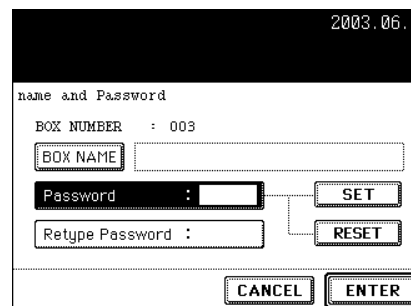 2003.06.
name and Password
BOX NUMBER : 003
BOX NAME
Password : SET
Retype Password : RESET
CANCEL ENTER